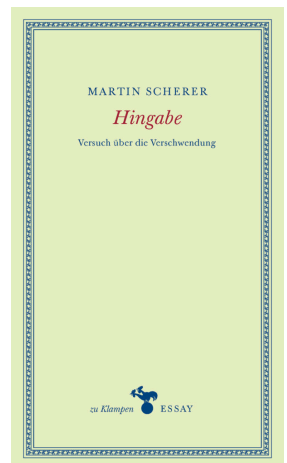 MARTIN SCHERER
Hingabe
Versuch über die Verschwendung
zu Klampen ESSAY